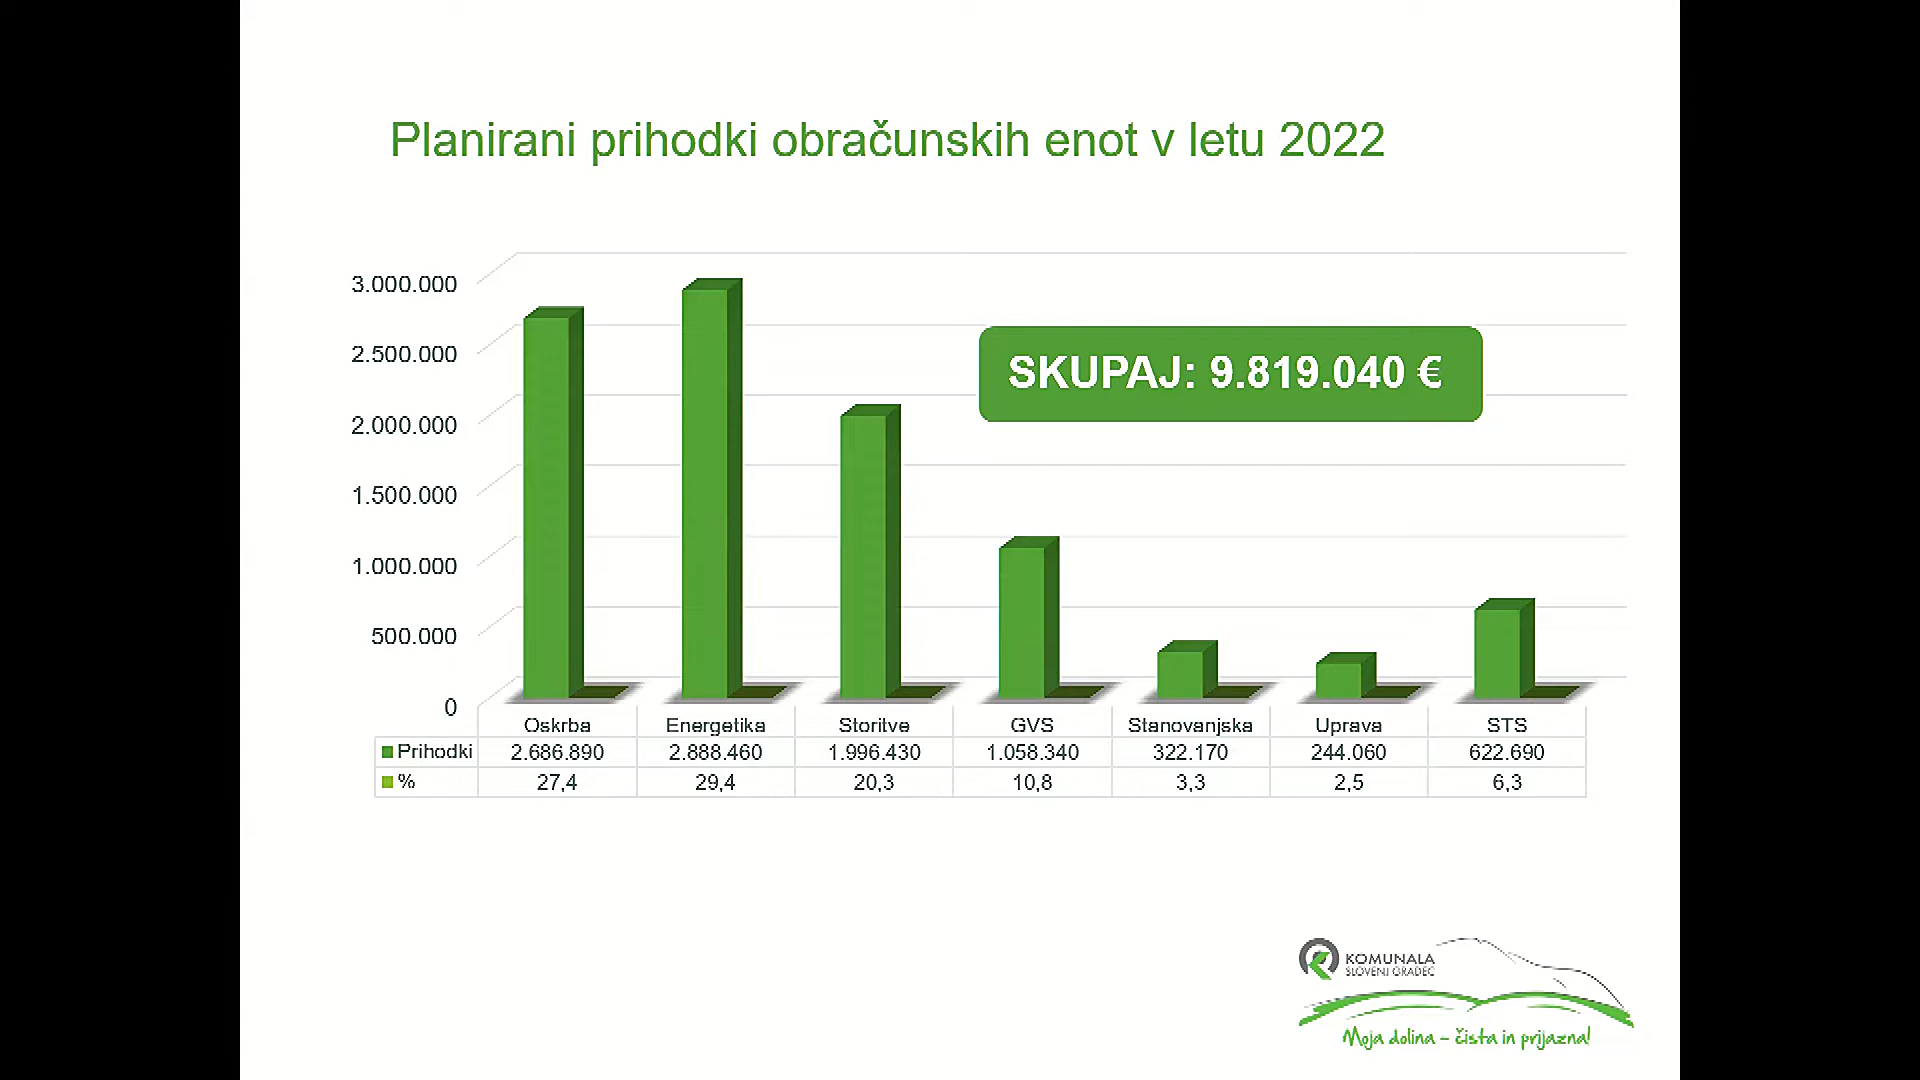 Planirani prihodki obračunskih enot v letu 2022
3.000.000
2.500.000
2.000.000
1.500.000
1.000.000
500.000
0
SKUPAJ: 9.819.040 €
Oskrba Energetika Storitve GVS Stanovanjska Uprava STS
Prihodki 2.686.890 2.888.460 1.996.430 1.058.340 322.170 244.060 622.690
% 27,4 29,4 20,3 10,8 3,3 2,5 6,3
KOMUNALA
SLOVENJ GRADEC
Moja dolina – čista in prijazna!